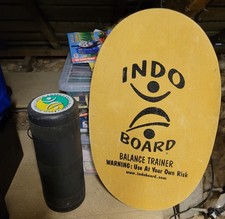 INDO
BOARD
BALANCE TRAINER
WARNING: Use At Your Own Risk
www.indoboard.com